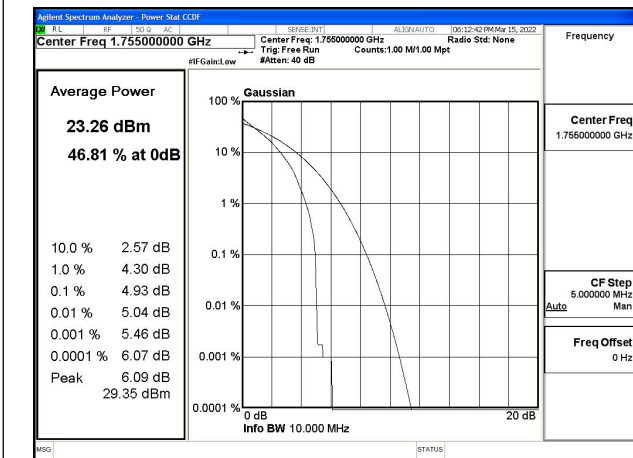 Agilent Spectrum Analyzer - Power Stat CCDF
RL RF 50 Ω AC SENSE:INT ALIGN AUTO 06:12:42 PM Mar 15, 2022
Center Freq 1.755000000 GHz
Center Freq: 1.755000000 GHz Radio Std: None
Trig: Free Run Counts:1.00 M/1.00 Mpt
#IFGain:Low #Atten: 40 dB
Frequency
Average Power
23.26 dBm
46.81 % at 0dB
10.0 % 2.57 dB
1.0 % 4.30 dB
0.1 % 4.93 dB
0.01 % 5.04 dB
0.001 % 5.46 dB
0.0001 % 6.07 dB
Peak 6.09 dB
29.35 dBm
Gaussian
100 %
10 %
1 %
0.1 %
0.01 %
0.001 %
0.0001 %
0 dB 20 dB
Info BW 10.000 MHz
Center Freq
1.755000000 GHz
CF Step
5.000000 MHz
Auto Man
Freq Offset
0 Hz
MSG STATUS